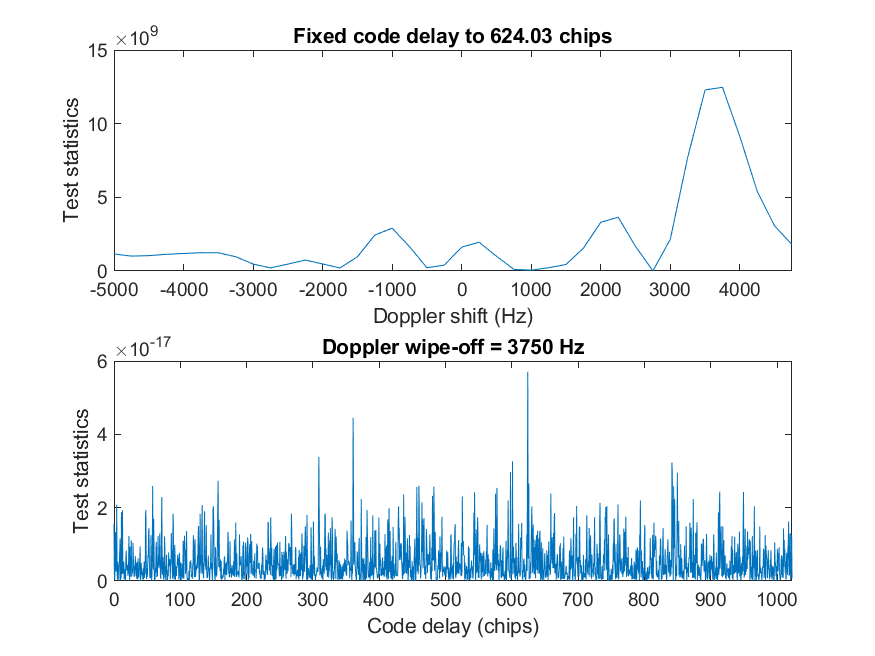 ×10^9
Fixed code delay to 624.03 chips
15
10
5
0
Test statistics
-5000 -4000 -3000 -2000 -1000 0 1000 2000 3000 4000
Doppler shift (Hz)
×10^-17
Doppler wipe-off = 3750 Hz
6
4
2
0
Test statistics
0 100 200 300 400 500 600 700 800 900 1000
Code delay (chips)